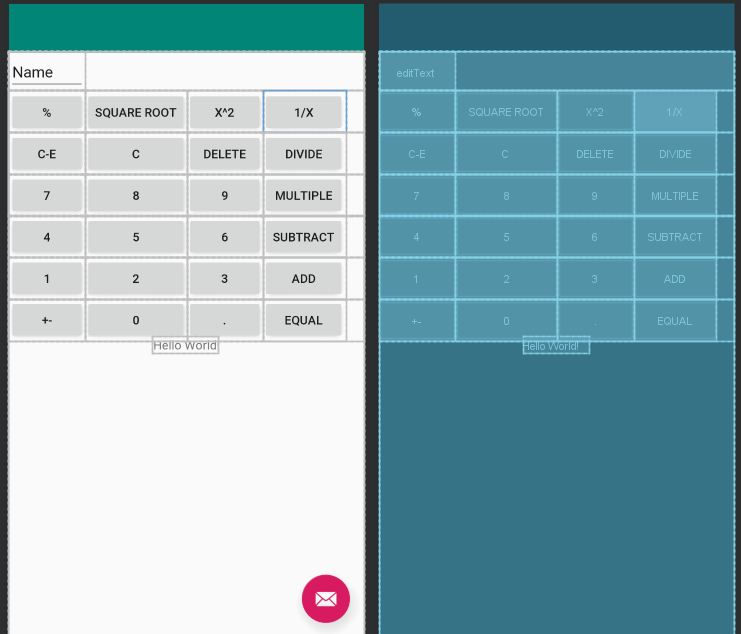 Name
% SQUARE ROOT X^2 1/X
C-E C DELETE DIVIDE
7 8 9 MULTIPLE
4 5 6 SUBTRACT
1 2 3 ADD
+- 0 . EQUAL
Hello World
editText
% SQUARE ROOT X^2 1/X
C-E C DELETE DIVIDE
7 8 9 MULTIPLE
4 5 6 SUBTRACT
1 2 3 ADD
+- 0 . EQUAL
Hello World!